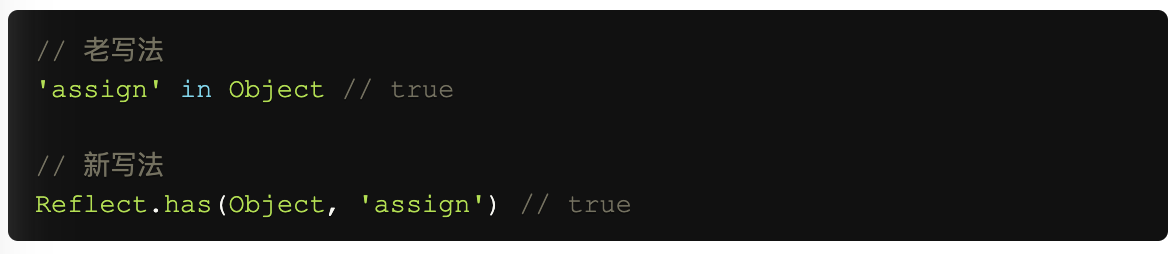 // 老写法
'assign' in Object // true
// 新写法
Reflect.has(Object, 'assign') // true